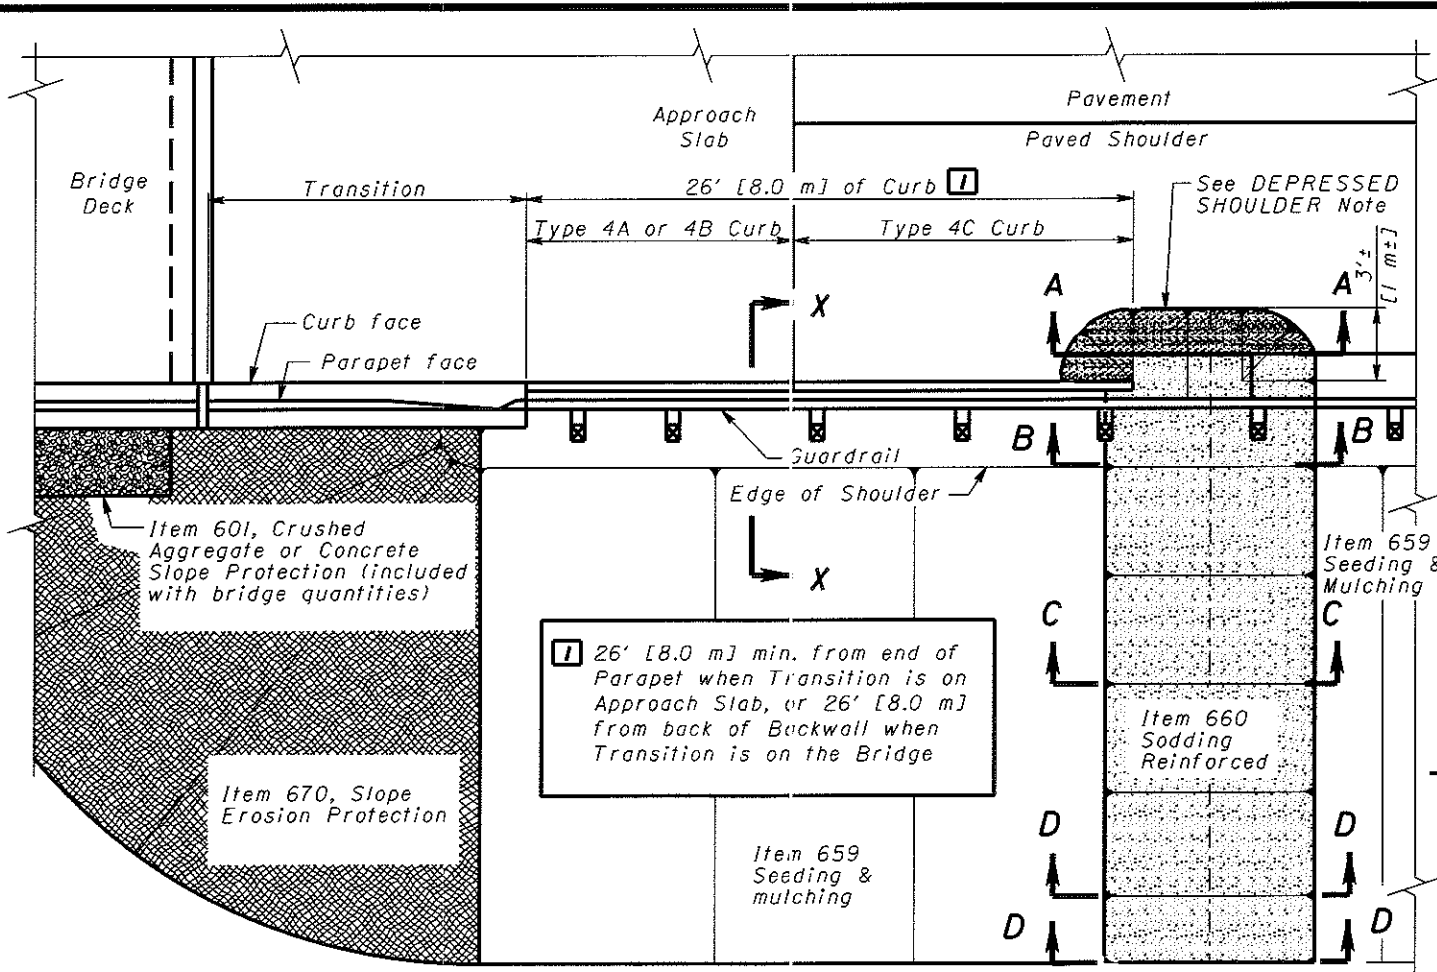 Pavement
Approach
Slab
Paved Shoulder
Bridge
Deck
Transition
26' [8.0 m] of Curb 1
See DEPRESSED
SHOULDER Note
Type 4A or 4B Curb
Type 4C Curb
3'±
[1 m±]
A
A
X
Curb face
Parapet face
B
B
Guardrail
Edge of Shoulder
Item 601, Crushed
Aggregate or Concrete
Slope Protection (included
with bridge quantities)
X
Item 659
Seeding &
Mulching
C
C
1 26' [8.0 m] min. from end of
Parapet when Transition is on
Approach Slab, or 26' [8.0 m]
from back of Backwall when
Transition is on the Bridge
Item 660
Sodding
Reinforced
Item 670, Slope
Erosion Protection
D
D
Item 659
Seeding &
mulching
D
D